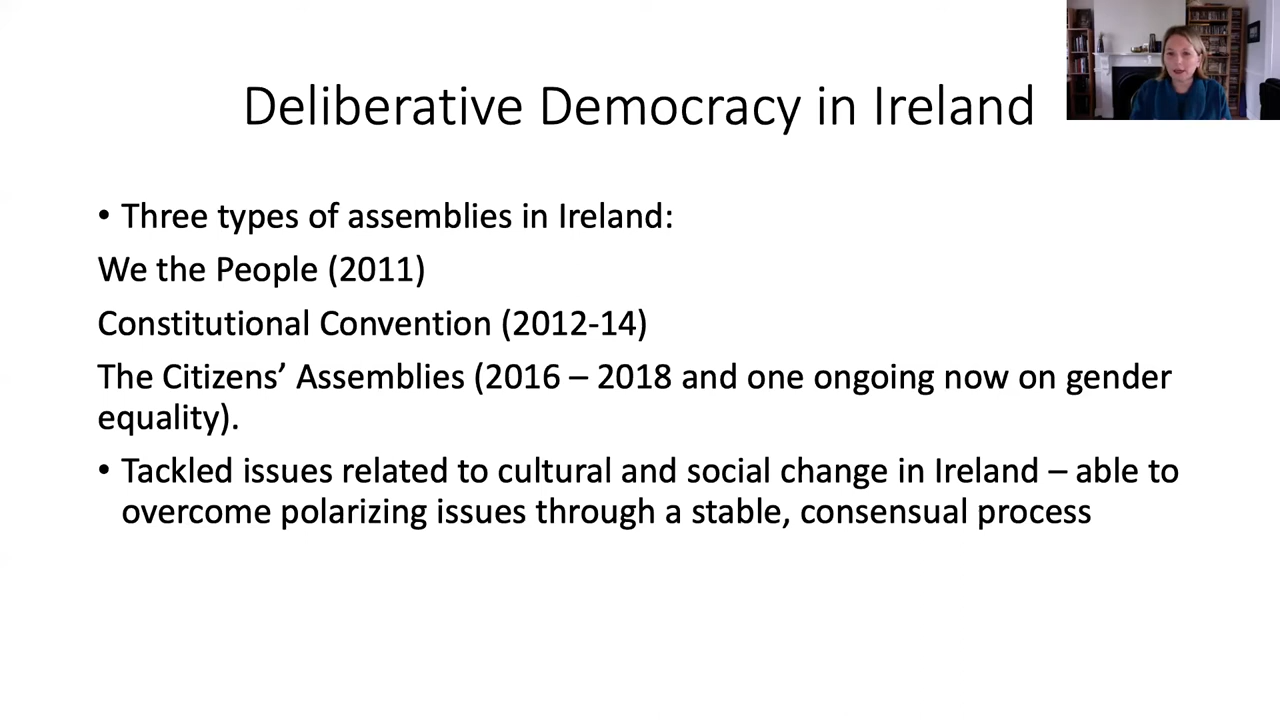 Deliberative Democracy in Ireland
• Three types of assemblies in Ireland:
We the People (2011)
Constitutional Convention (2012-14)
The Citizens’ Assemblies (2016 – 2018 and one ongoing now on gender
equality).
• Tackled issues related to cultural and social change in Ireland – able to
overcome polarizing issues through a stable, consensual process